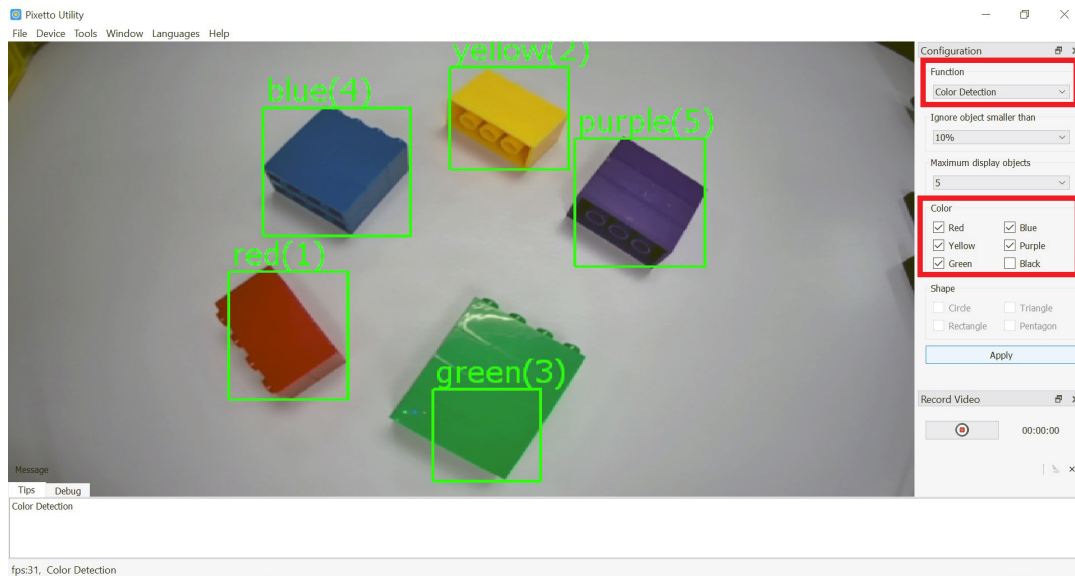 Pixetto Utility
File Device Tools Window Languages Help
Configuration
Function
Color Detection
Ignore object smaller than
10%
Maximum display objects
5
Color
Red Blue
Yellow Purple
Green Black
Shape
Circle Triangle
Rectangle Pentagon
Apply
Record Video
00:00:00
yellow(2)
blue(4)
purple(5)
red(1)
green(3)
Message
Tips Debug
Color Detection
fps:31, Color Detection